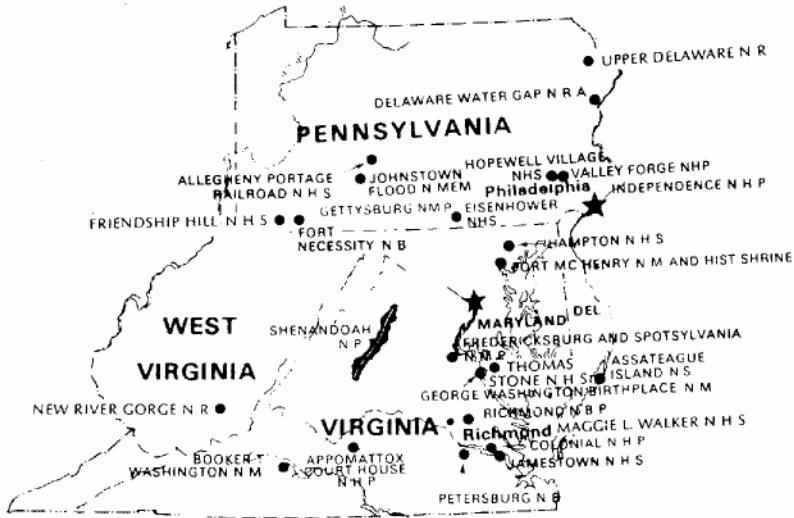 UPPER DELAWARE N R
DELAWARE WATER GAP N R A
PENNSYLVANIA
ALLEGHENY PORTAGE
RAILROAD N H S
JOHNSTOWN
FLOOD N MEM
HOPEWELL VILLAGE
NHS
VALLEY FORGE NHP
Philadelphia
INDEPENDENCE N H P
FRIENDSHIP HILL N H S
FORT
NECESSITY N B
GETTYSBURG NM P
EISENHOWER
NHS
HAMPTON N H S
FORT MC HENRY N M AND HIST SHRINE
WEST
VIRGINIA
SHENANDOAH
N P
MARYLAND
DEL
FREDERICKSBURG AND SPOTSYLVANIA
N M P
THOMAS
STONE N H S
ASSATEAGUE
ISLAND N S
GEORGE WASHINGTON BIRTHPLACE N M
NEW RIVER GORGE N R
VIRGINIA
RICHMOND N B P
Richmond
MAGGIE L. WALKER N H S
COLONIAL N H P
JAMESTOWN N H S
BOOKER T
WASHINGTON N M
APPOMATTOX
COURT HOUSE
N H P
PETERSBURG N B